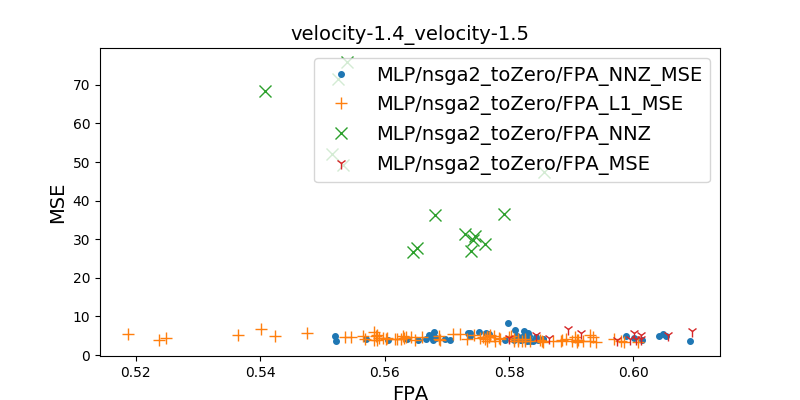 velocity-1.4_velocity-1.5
MLP/nsga2_toZero/FPA_NNZ_MSE
MLP/nsga2_toZero/FPA_L1_MSE
MLP/nsga2_toZero/FPA_NNZ
MLP/nsga2_toZero/FPA_MSE
MSE
70
60
50
40
30
20
10
0
0.52 0.54 0.56 0.58 0.60
FPA